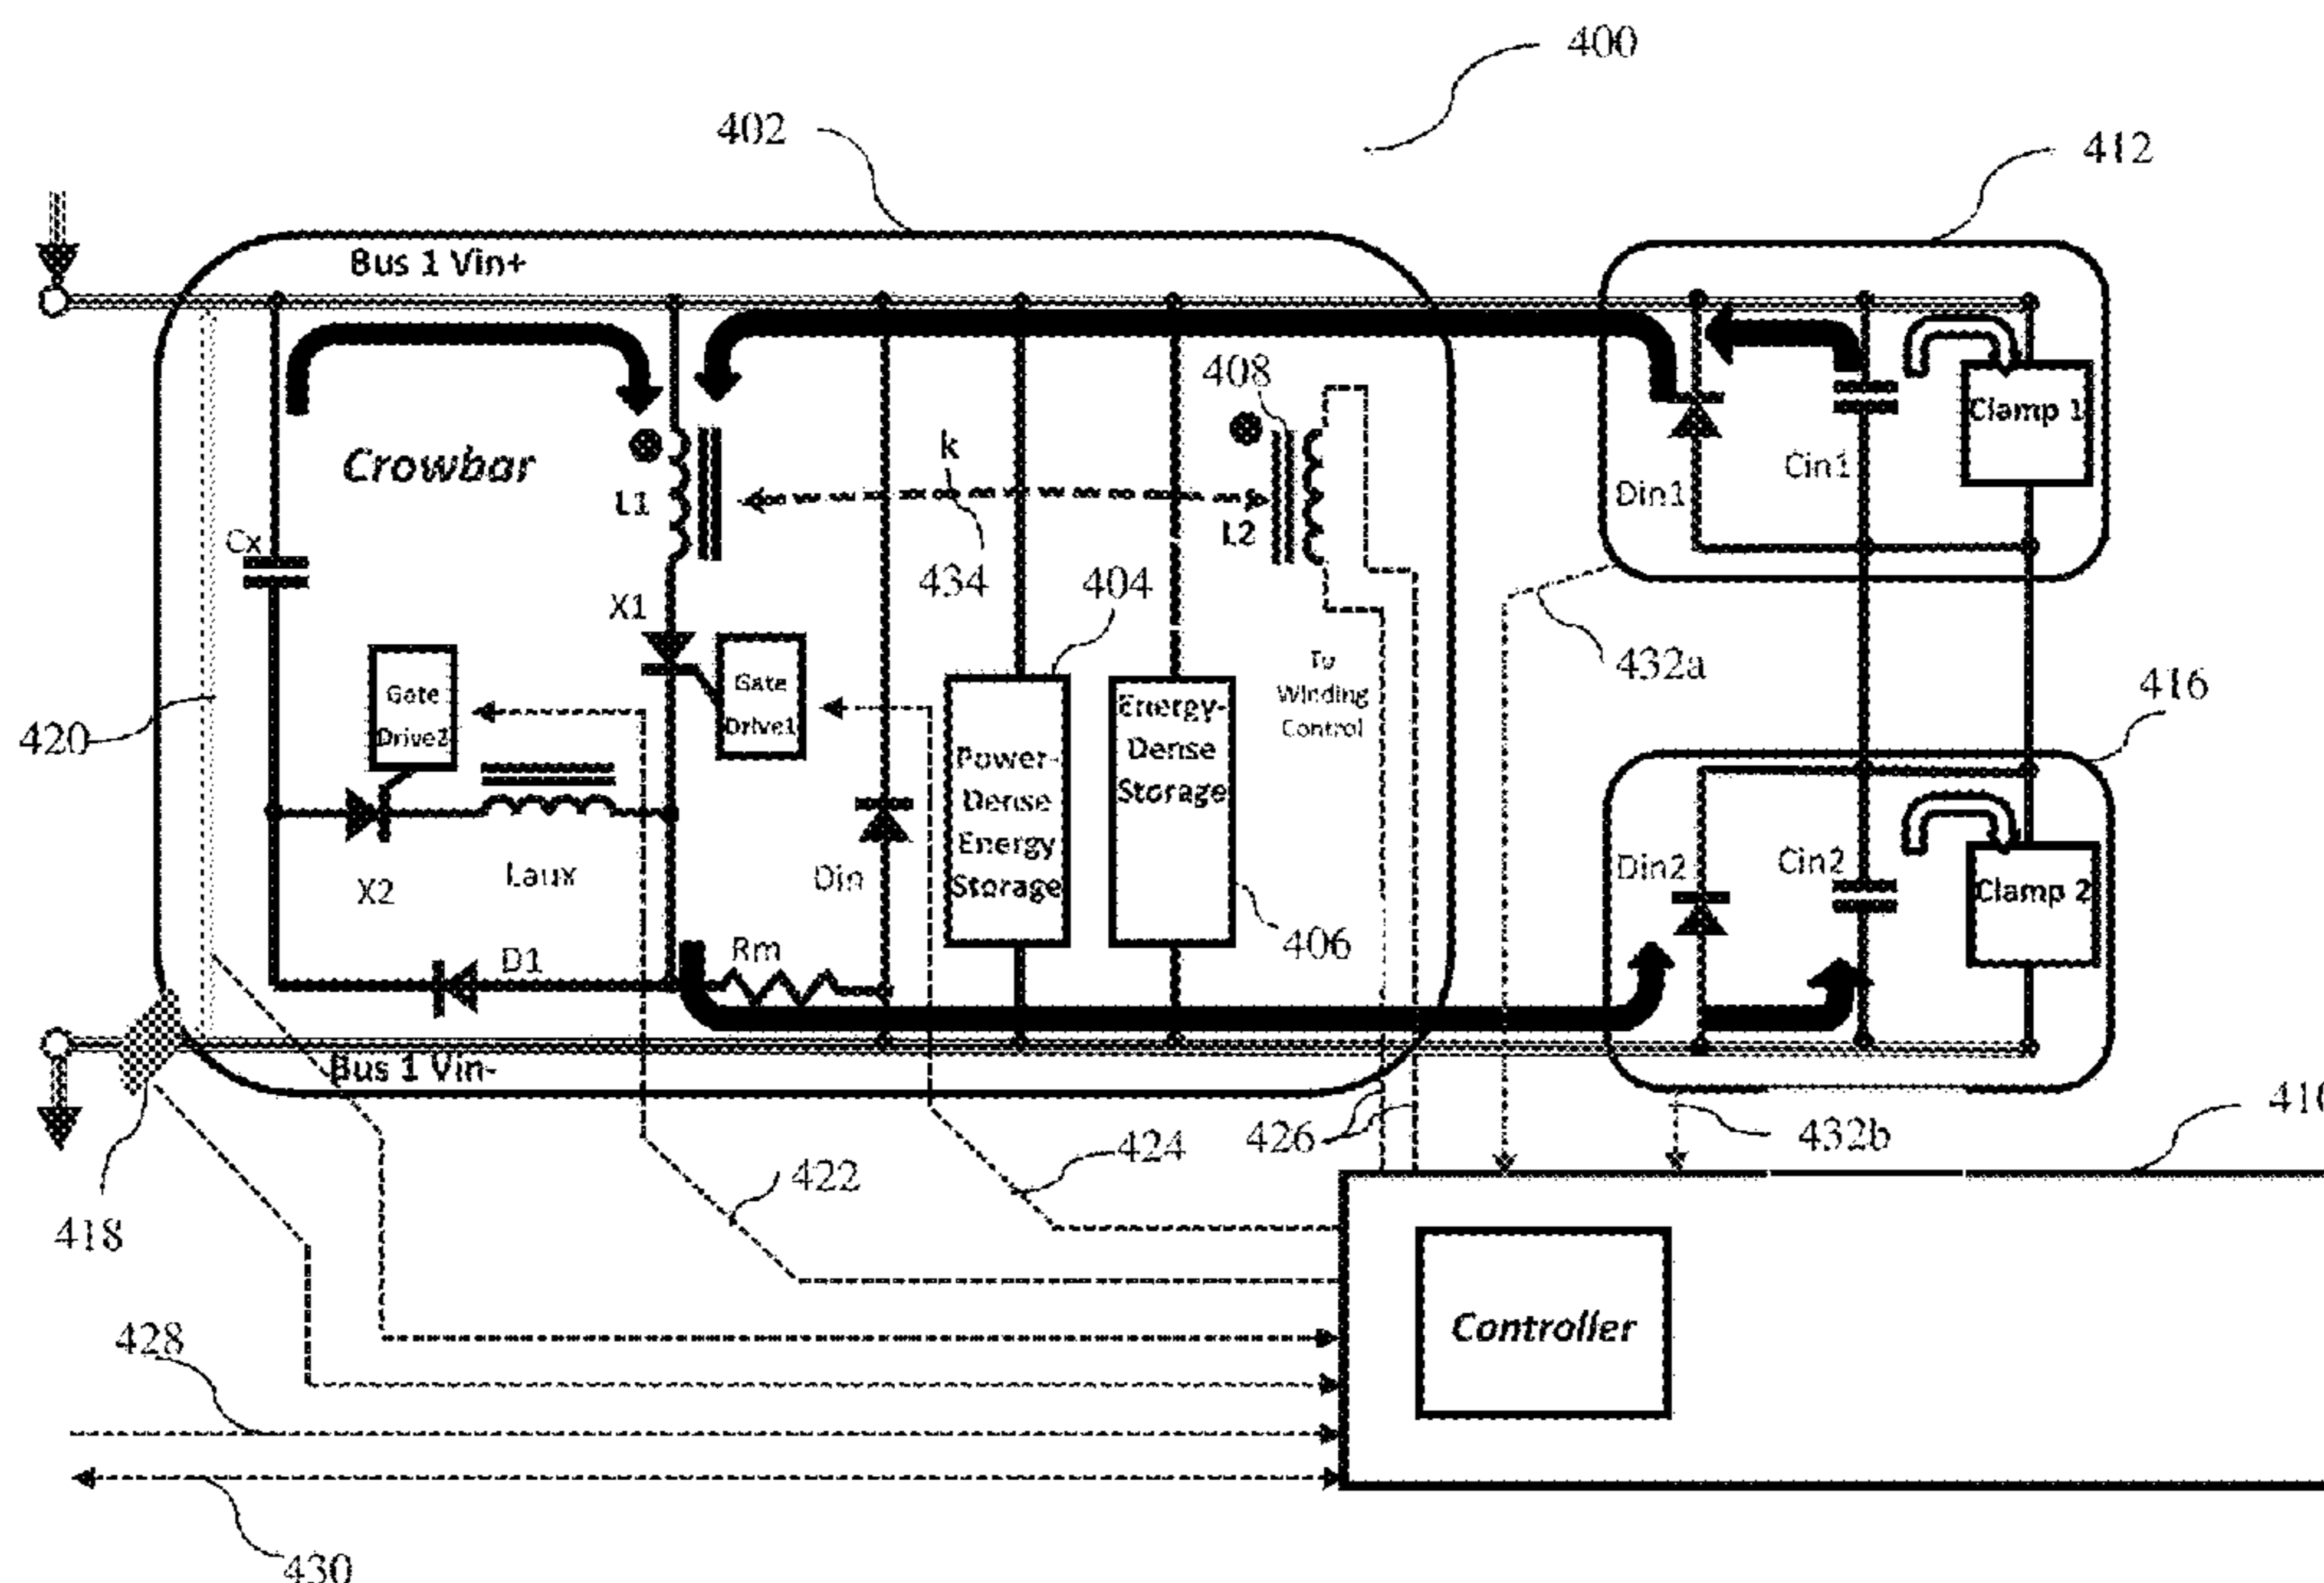 400
402
412
Bus 1 Vin+
408
Clamp 1
k
Crowbar
L1
Cin1
Din1
L2
Cx
434
404
X1
432a
To
Winding
Control
416
Gate
Drive2
Gate
Drive1
Energy-
Dense
Storage
420
Power-
Dense
Energy
Storage
Din2
Cin2
Clamp 2
X2
Laux
Din
406
D1
Rm
Bus 1 Vin-
426
432b
424
422
418
Controller
428
430